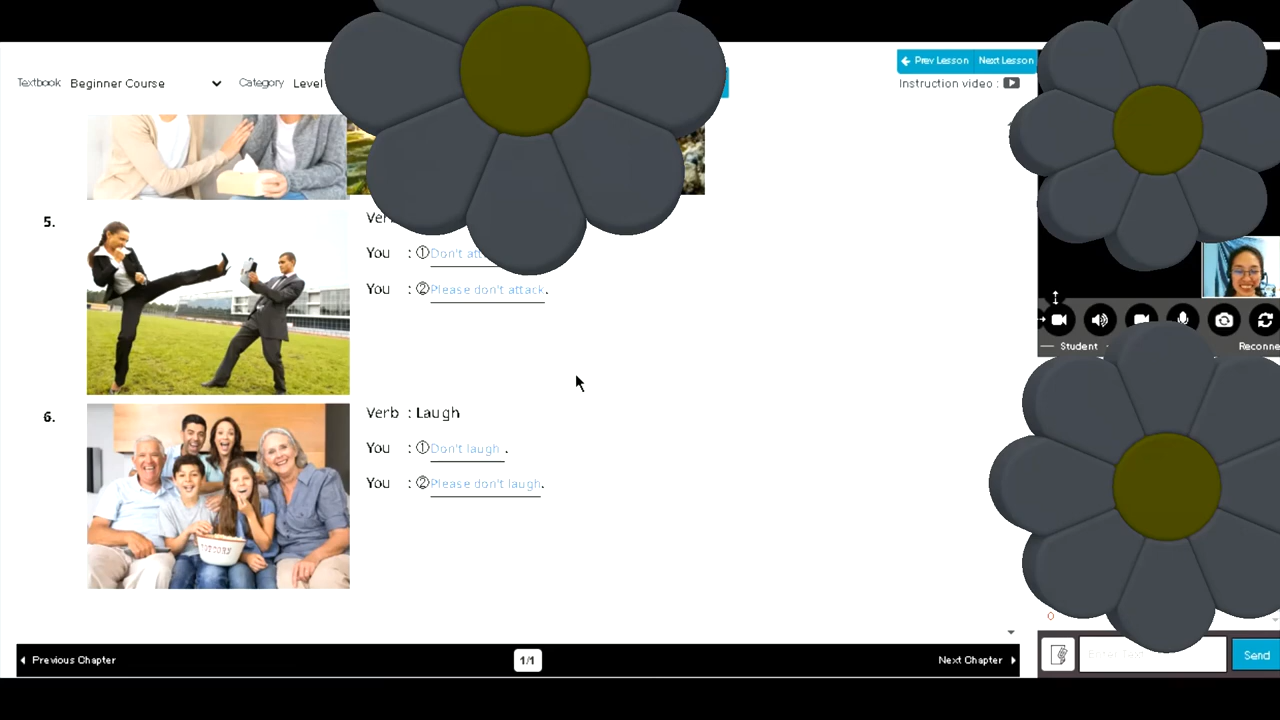 Prev Lesson Next Lesson
Textbook Beginner Course Category Level
Instruction video :
5.
You : ① Don't
You : ② Please don't attack.
6.
Verb : Laugh
You : ① Don't laugh .
You : ② Please don't laugh.
Student
Previous Chapter 1/1 Next Chapter
Send